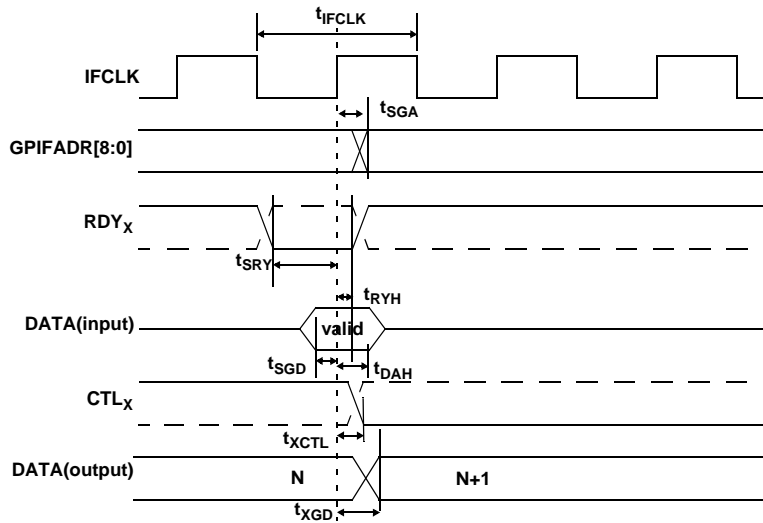 tIFCLK
IFCLK
tSGA
GPIFADR[8:0]
RDYX
tSRY
tRYH
DATA(input)
valid
tSGD
tDAH
CTLX
tXCTL
DATA(output)
N
N+1
tXGD